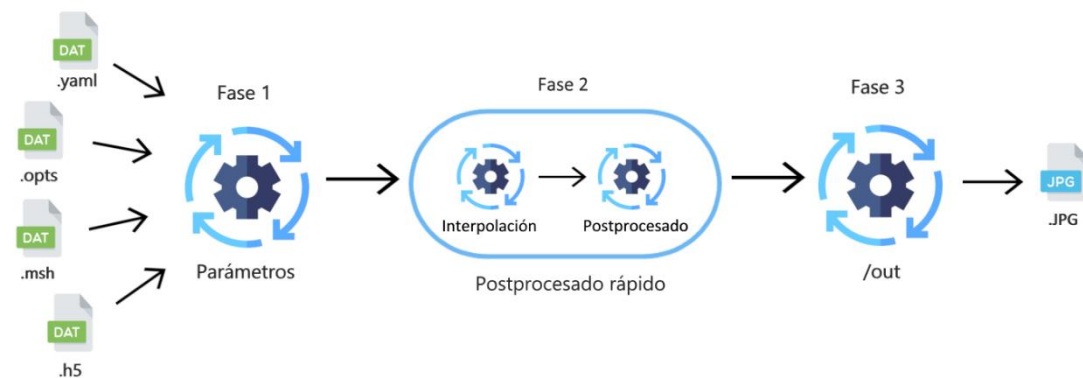 DAT
.yaml
DAT
.opts
DAT
.msh
DAT
.h5
Fase 1
Parámetros
Fase 2
Interpolación
Postprocesado
Postprocesado rápido
Fase 3
/out
JPG
.JPG